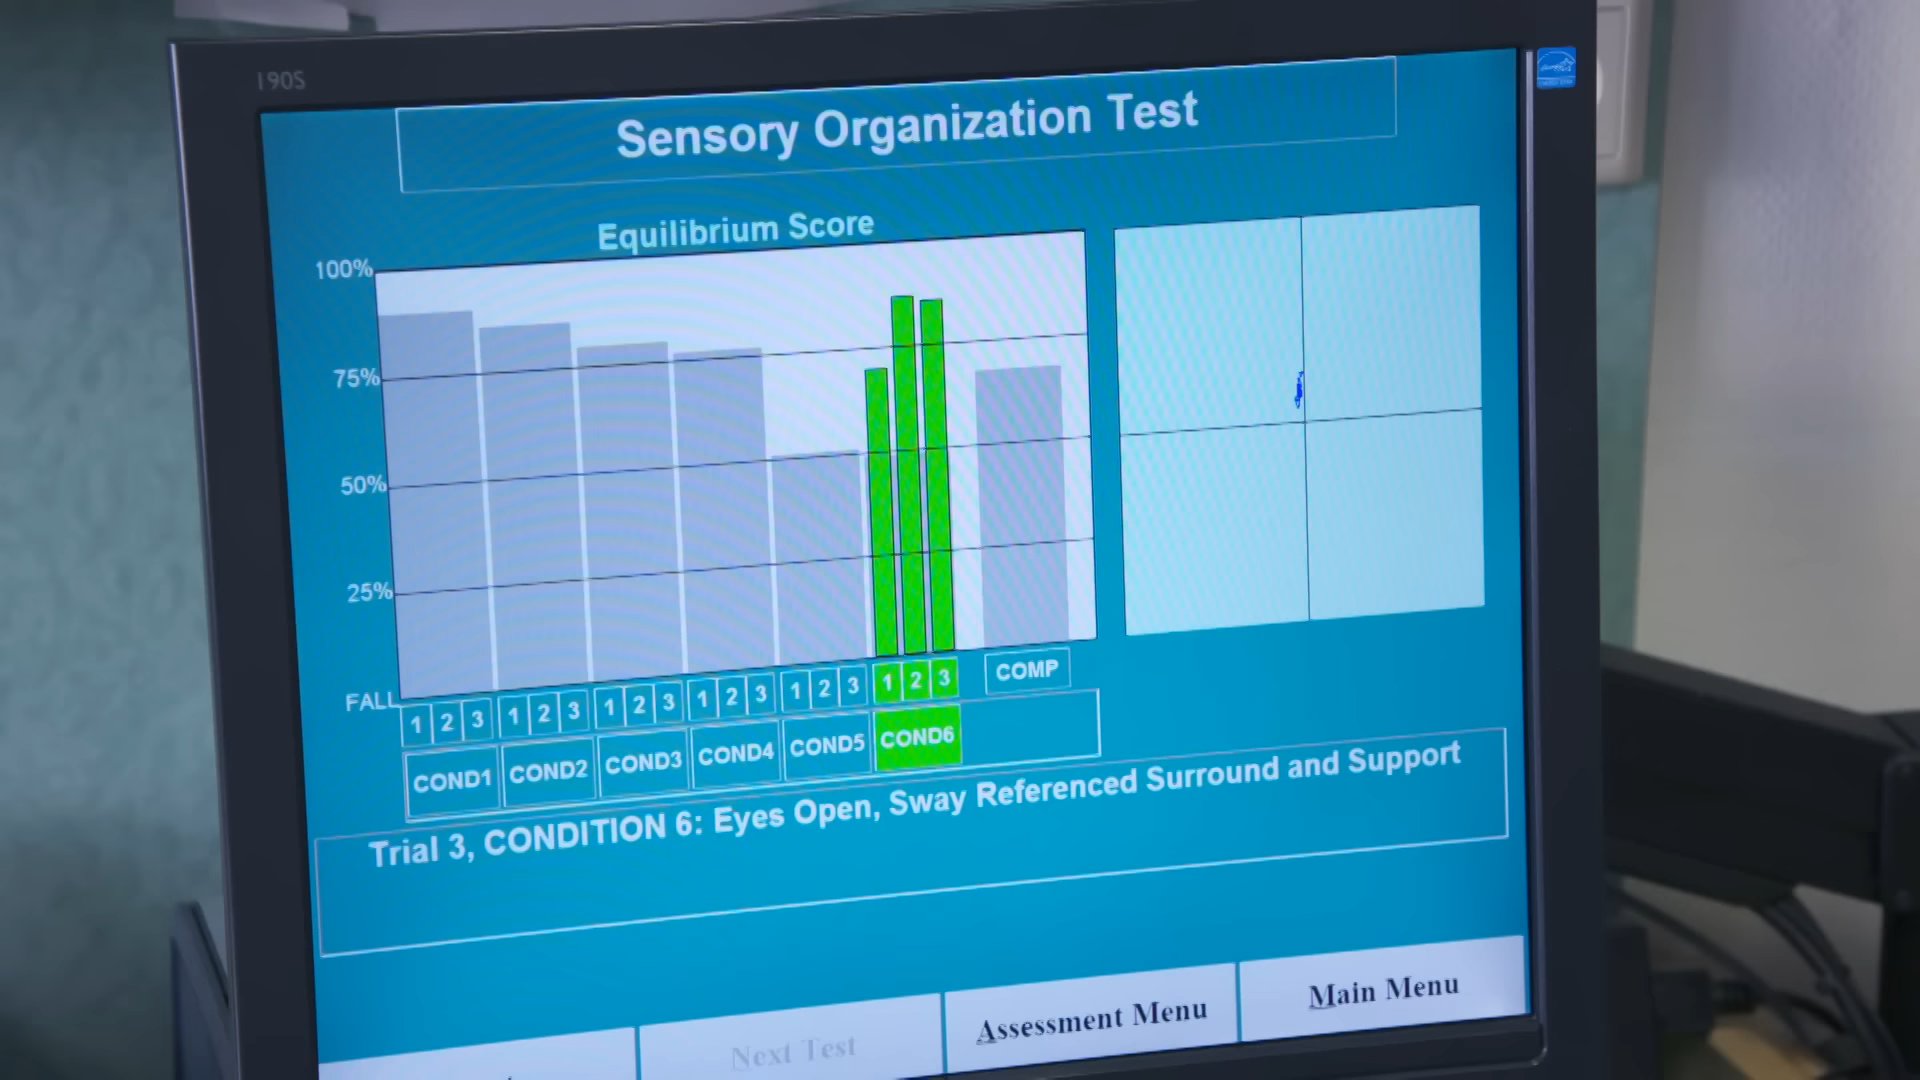 190S
Sensory Organization Test
Equilibrium Score
100%
75%
50%
25%
FALL
1 2 3 1 2 3 1 2 3 1 2 3 1 2 3 1 2 3 COMP
COND1 COND2 COND3 COND4 COND5 COND6
Trial 3, CONDITION 6: Eyes Open, Sway Referenced Surround and Support
Next Test
Assessment Menu
Main Menu